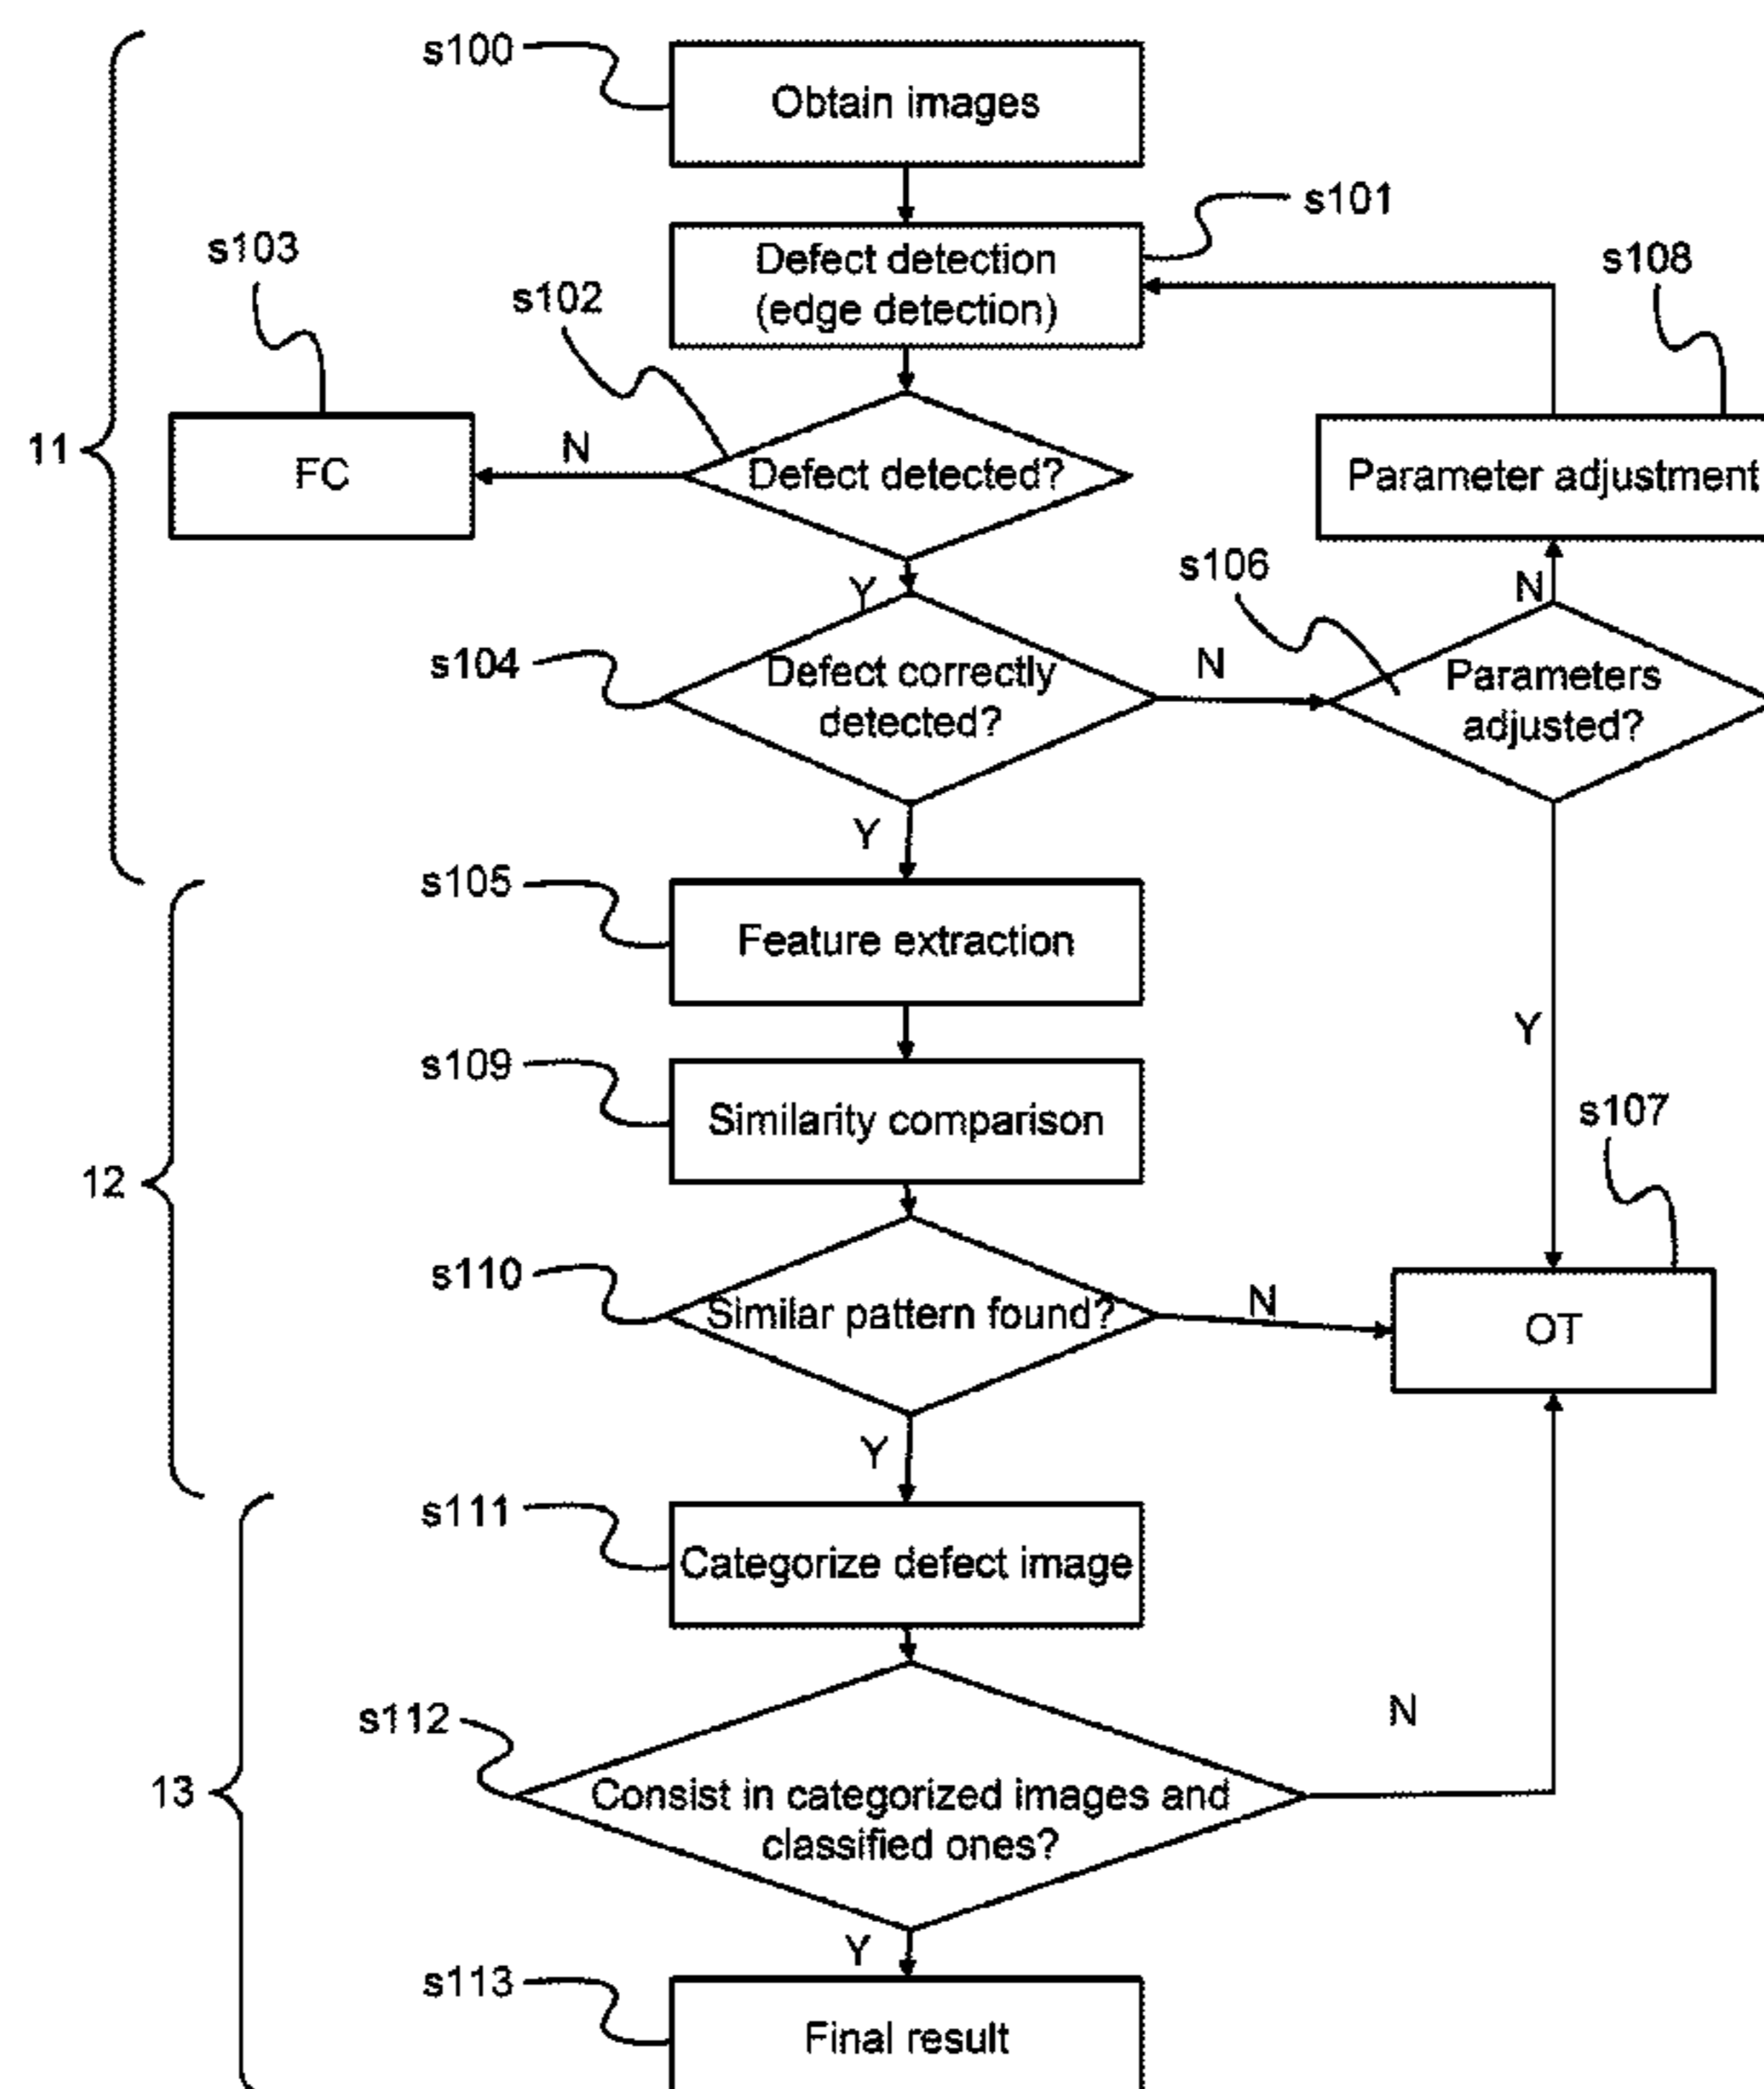 s100
Obtain images
s101
Defect detection
(edge detection)
s103
s102
s108
11
FC
N
Defect detected?
Parameter adjustment
s106
Y
N
s104
Defect correctly
detected?
N
Parameters
adjusted?
Y
s105
Feature extraction
Y
s109
Similarity comparison
s107
12
s110
Similar pattern found?
N
OT
Y
s111
Categorize defect image
s112
N
13
Consist in categorized images and
classified ones?
Y
s113
Final result